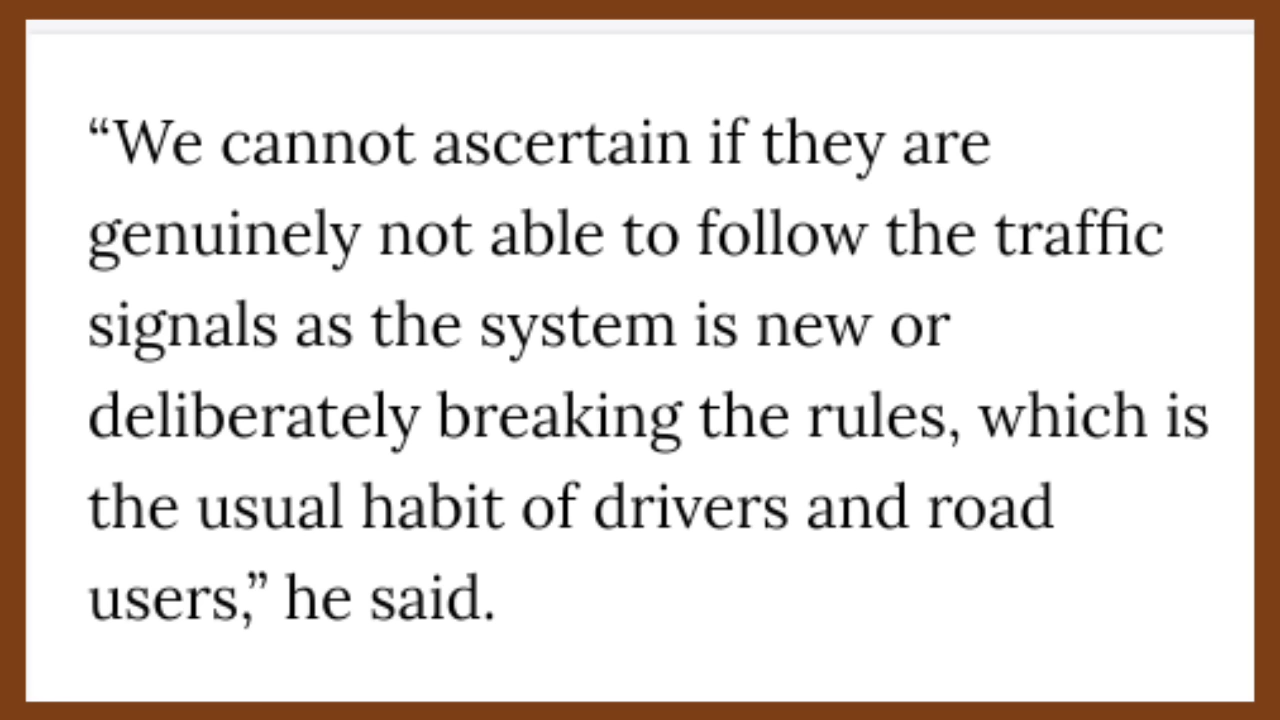 “We cannot ascertain if they are
genuinely not able to follow the traffic
signals as the system is new or
deliberately breaking the rules, which is
the usual habit of drivers and road
users,” he said.